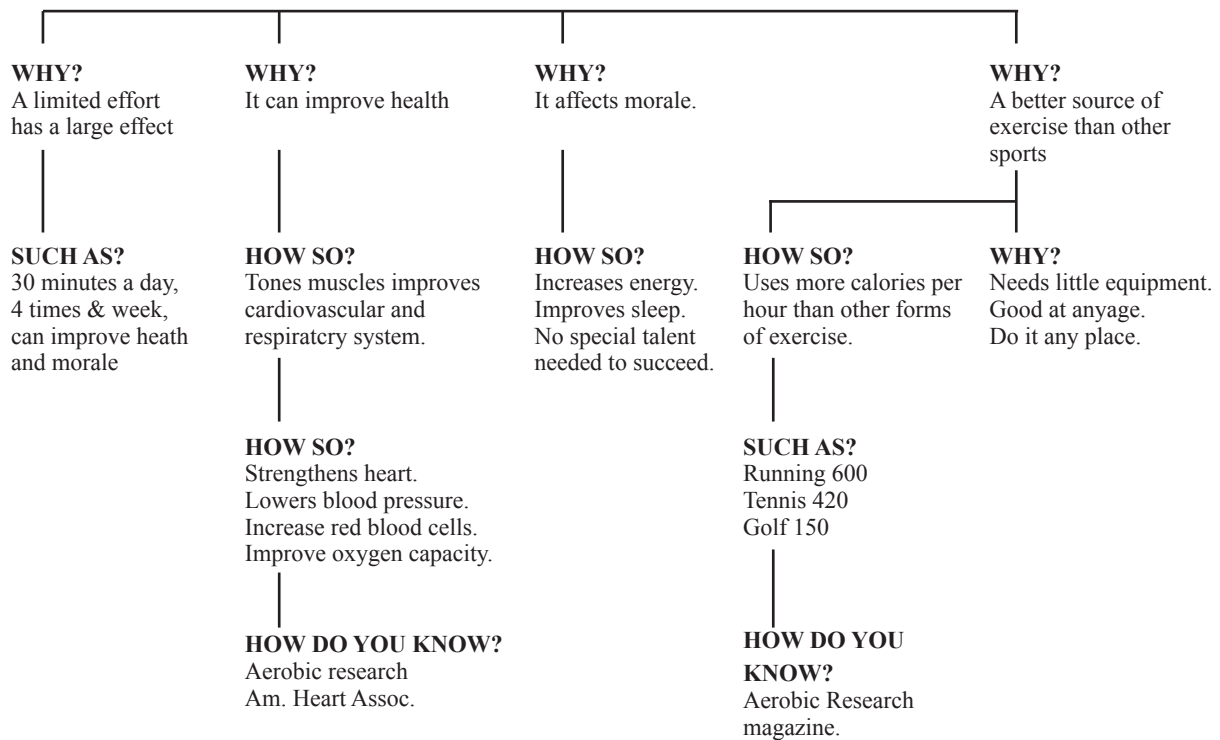 WHY?
A limited effort
has a large effect
SUCH AS?
30 minutes a day,
4 times & week,
can improve heath
and morale
WHY?
It can improve health
HOW SO?
Tones muscles improves
cardiovascular and
respiratcry system.
HOW SO?
Strengthens heart.
Lowers blood pressure.
Increase red blood cells.
Improve oxygen capacity.
HOW DO YOU KNOW?
Aerobic research
Am. Heart Assoc.
WHY?
It affects morale.
HOW SO?
Increases energy.
Improves sleep.
No special talent
needed to succeed.
WHY?
A better source of
exercise than other
sports
HOW SO?
Uses more calories per
hour than other forms
of exercise.
SUCH AS?
Running 600
Tennis 420
Golf 150
HOW DO YOU
KNOW?
Aerobic Research
magazine.
WHY?
Needs little equipment.
Good at anyage.
Do it any place.